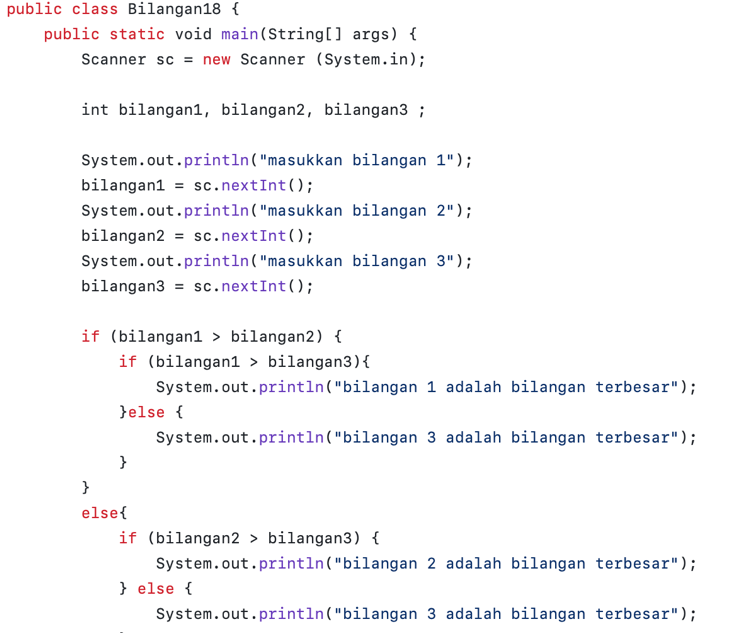 public class Bilangan18 {
    public static void main(String[] args) {
        Scanner sc = new Scanner (System.in);

        int bilangan1, bilangan2, bilangan3 ;

        System.out.println("masukkan bilangan 1");
        bilangan1 = sc.nextInt();
        System.out.println("masukkan bilangan 2");
        bilangan2 = sc.nextInt();
        System.out.println("masukkan bilangan 3");
        bilangan3 = sc.nextInt();

        if (bilangan1 > bilangan2) {
            if (bilangan1 > bilangan3){
                System.out.println("bilangan 1 adalah bilangan terbesar");
            }else {
                System.out.println("bilangan 3 adalah bilangan terbesar");
            }
        }
        else{
            if (bilangan2 > bilangan3) {
                System.out.println("bilangan 2 adalah bilangan terbesar");
            } else {
                System.out.println("bilangan 3 adalah bilangan terbesar");